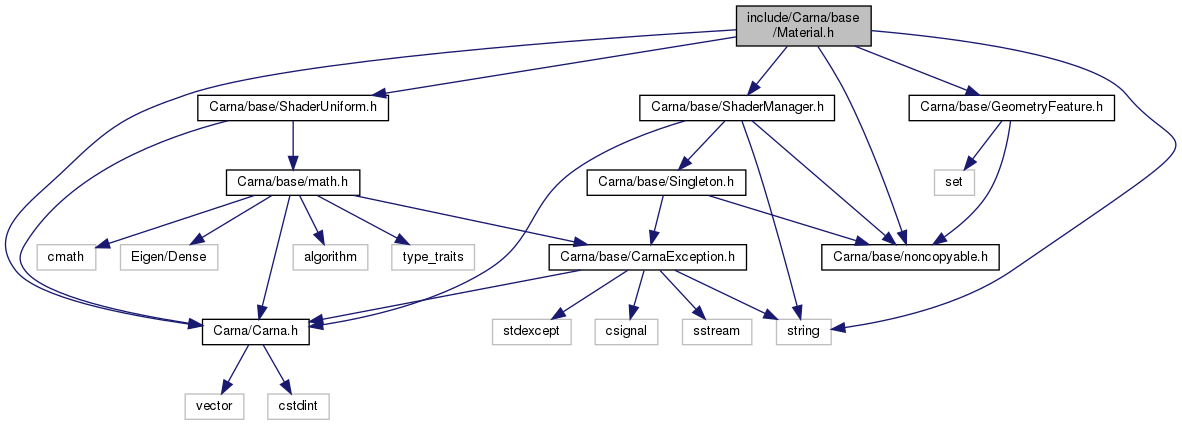 include/Carna/base
/Material.h
Carna/base/ShaderUniform.h
Carna/base/ShaderManager.h
Carna/base/GeometryFeature.h
Carna/base/math.h
Carna/base/Singleton.h
set
cmath
Eigen/Dense
algorithm
type_traits
Carna/base/CarnaException.h
Carna/base/noncopyable.h
Carna/Carna.h
stdexcept
csignal
sstream
string
vector
cstdint